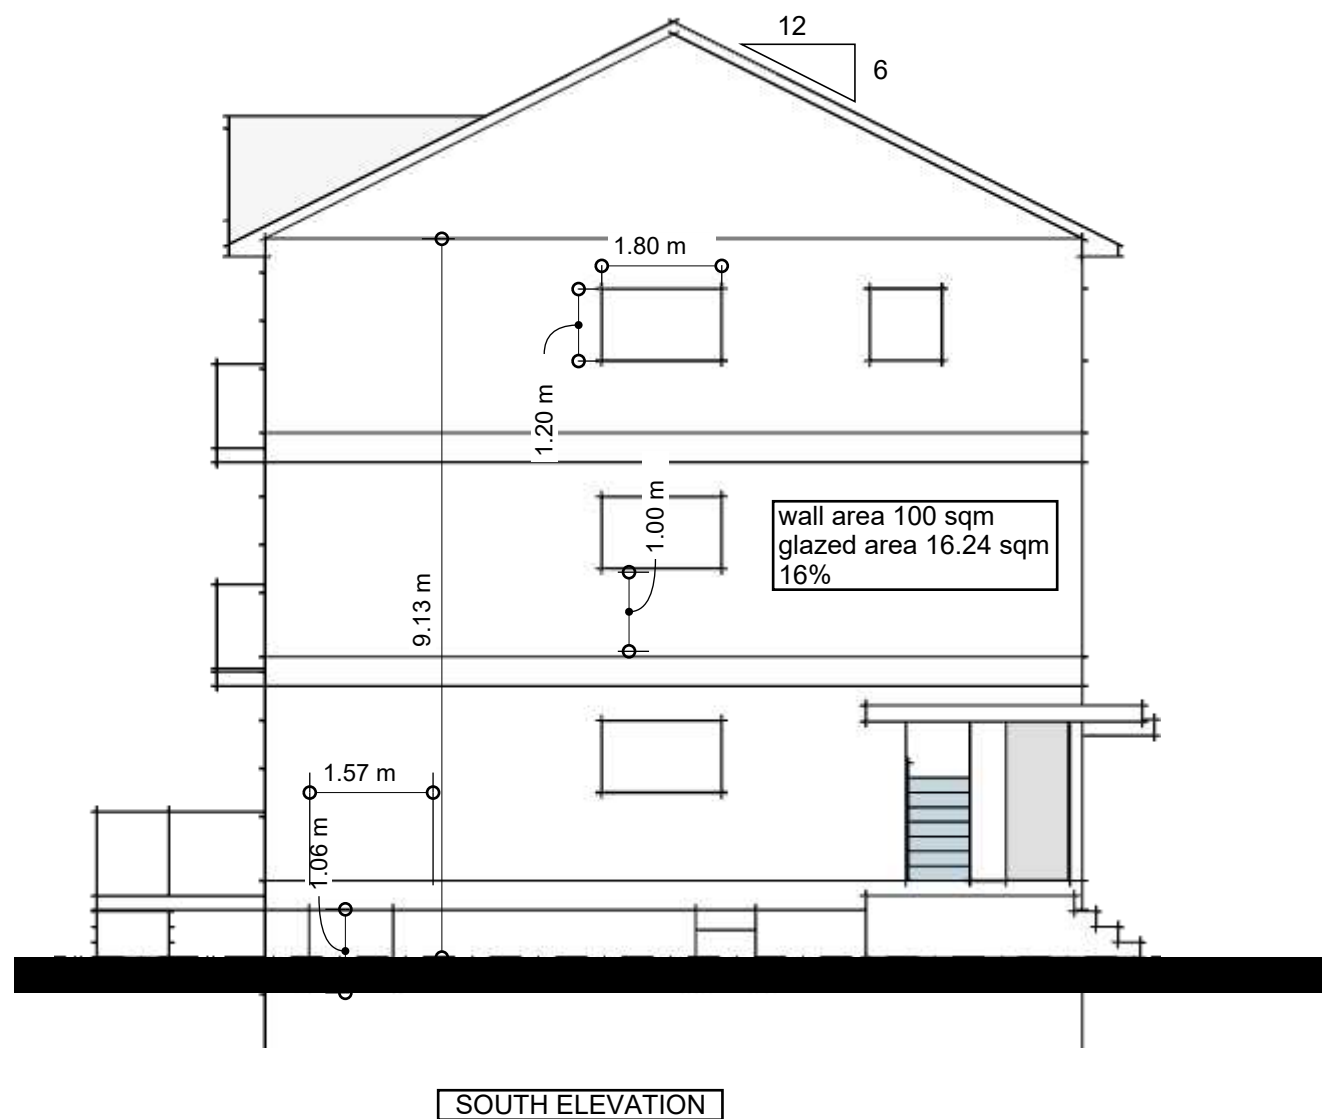 12
6
1.80 m
1.20 m
1.00 m
wall area 100 sqm
glazed area 16.24 sqm
16%
9.13 m
1.57 m
1.06 m
SOUTH ELEVATION